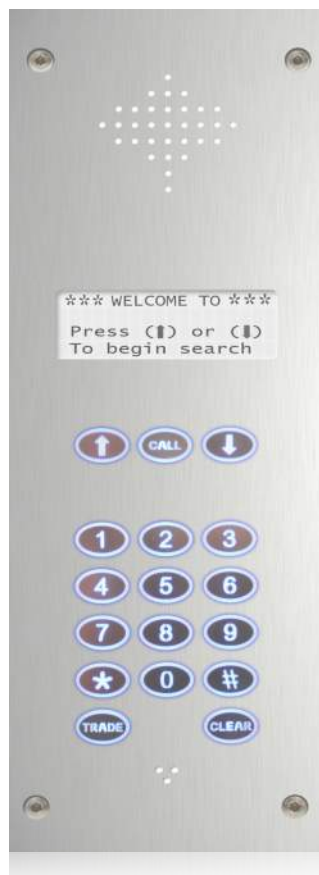 *** WELCOME TO ***
Press (⬆) or (⬇)
To begin search
⬆ CALL ⬇
1 2 3
4 5 6
7 8 9
* 0 #
TRADE CLEAR